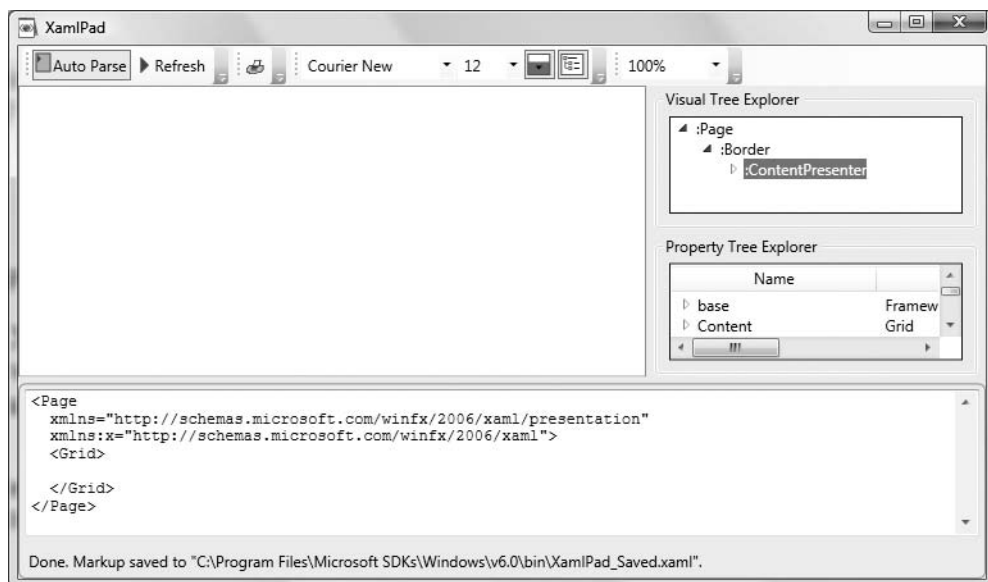 XamlPad
Auto Parse Refresh Courier New 12 100%
Visual Tree Explorer
:Page
:Border
:ContentPresenter
Property Tree Explorer
Name
base Framew
Content Grid
<Page
xmlns="http://schemas.microsoft.com/winfx/2006/xaml/presentation"
xmlns:x="http://schemas.microsoft.com/winfx/2006/xaml">
<Grid>
</Grid>
</Page>
Done. Markup saved to "C:\Program Files\Microsoft SDKs\Windows\v6.0\bin\XamlPad_Saved.xaml".